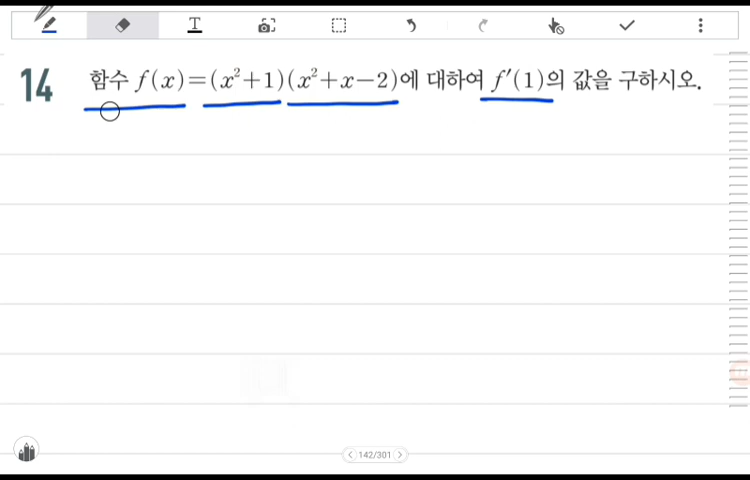 T
14 함수 f(x)=(x²+1)(x²+x−2)에 대하여 f′(1)의 값을 구하시오.
142/301